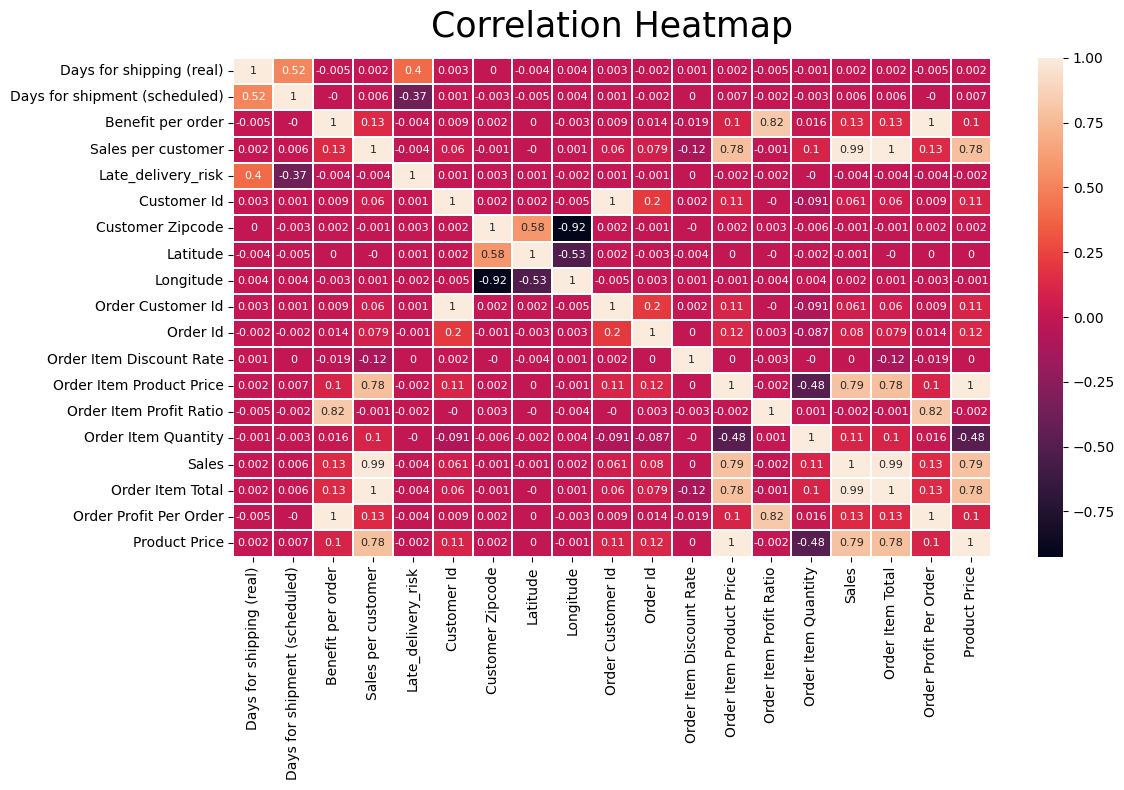 Correlation Heatmap
Days for shipping (real) 1 0.52 -0.005 0.002 0.4 0.003 0 -0.004 0.004 0.003 -0.002 0.001 0.002 -0.005 -0.001 0.002 0.002 -0.005 0.002
Days for shipment (scheduled) 0.52 1 -0 0.006 -0.37 0.001 -0.003 -0.005 0.004 0.001 -0.002 0 0.007 -0.002 -0.003 0.006 0.006 -0 0.007
Benefit per order -0.005 -0 1 0.13 -0.004 0.009 0.002 0 -0.003 0.009 0.014 -0.019 0.1 0.82 0.016 0.13 0.13 1 0.1
Sales per customer 0.002 0.006 0.13 1 -0.004 0.06 -0.001 -0 0.001 0.06 0.079 -0.12 0.78 -0.001 0.1 0.99 1 0.13 0.78
Late_delivery_risk 0.4 -0.37 -0.004 -0.004 1 0.001 0.003 0.001 -0.002 0.001 -0.001 0 -0.002 -0.002 -0 -0.004 -0.004 -0.004 -0.002
Customer Id 0.003 0.001 0.009 0.06 0.001 1 0.002 0.002 -0.005 1 0.2 0.002 0.11 -0 -0.091 0.061 0.06 0.009 0.11
Customer Zipcode 0 -0.003 0.002 -0.001 0.003 0.002 1 0.58 -0.92 0.002 -0.001 -0 0.002 0.003 -0.006 -0.001 -0.001 0.002 0.002
Latitude -0.004 -0.005 0 -0 0.001 0.002 0.58 1 -0.53 0.002 -0.003 -0.004 0 -0 -0.002 -0.001 -0 0 0
Longitude 0.004 0.004 -0.003 0.001 -0.002 -0.005 -0.92 -0.53 1 -0.005 0.003 0.001 -0.001 -0.004 0.004 0.002 0.001 -0.003 -0.001
Order Customer Id 0.003 0.001 0.009 0.06 0.001 1 0.002 0.002 -0.005 1 0.2 0.002 0.11 -0 -0.091 0.061 0.06 0.009 0.11
Order Id -0.002 -0.002 0.014 0.079 -0.001 0.2 -0.001 -0.003 0.003 0.2 1 0 0.12 0.003 -0.087 0.08 0.079 0.014 0.12
Order Item Discount Rate 0.001 0 -0.019 -0.12 0 0.002 -0 -0.004 0.001 0.002 0 1 0 -0.003 -0 0 -0.12 -0.019 0
Order Item Product Price 0.002 0.007 0.1 0.78 -0.002 0.11 0.002 0 -0.001 0.11 0.12 0 1 -0.002 -0.48 0.79 0.78 0.1 1
Order Item Profit Ratio -0.005 -0.002 0.82 -0.001 -0.002 -0 0.003 -0 -0.004 -0 0.003 -0.003 -0.002 1 0.001 -0.002 -0.001 0.82 -0.002
Order Item Quantity -0.001 -0.003 0.016 0.1 -0 -0.091 -0.006 -0.002 0.004 -0.091 -0.087 -0 -0.48 0.001 1 0.11 0.1 0.016 -0.48
Sales 0.002 0.006 0.13 0.99 -0.004 0.061 -0.001 -0.001 0.002 0.061 0.08 0 0.79 -0.002 0.11 1 0.99 0.13 0.79
Order Item Total 0.002 0.006 0.13 1 -0.004 0.06 -0.001 -0 0.001 0.06 0.079 -0.12 0.78 -0.001 0.1 0.99 1 0.13 0.78
Order Profit Per Order -0.005 -0 1 0.13 -0.004 0.009 0.002 0 -0.003 0.009 0.014 -0.019 0.1 0.82 0.016 0.13 0.13 1 0.1
Product Price 0.002 0.007 0.1 0.78 -0.002 0.11 0.002 0 -0.001 0.11 0.12 0 1 -0.002 -0.48 0.79 0.78 0.1 1
Days for shipping (real)
Days for shipment (scheduled)
Benefit per order
Sales per customer
Late_delivery_risk
Customer Id
Customer Zipcode
Latitude
Longitude
Order Customer Id
Order Id
Order Item Discount Rate
Order Item Product Price
Order Item Profit Ratio
Order Item Quantity
Sales
Order Item Total
Order Profit Per Order
Product Price
1.00
0.75
0.50
0.25
0.00
−0.25
−0.50
−0.75